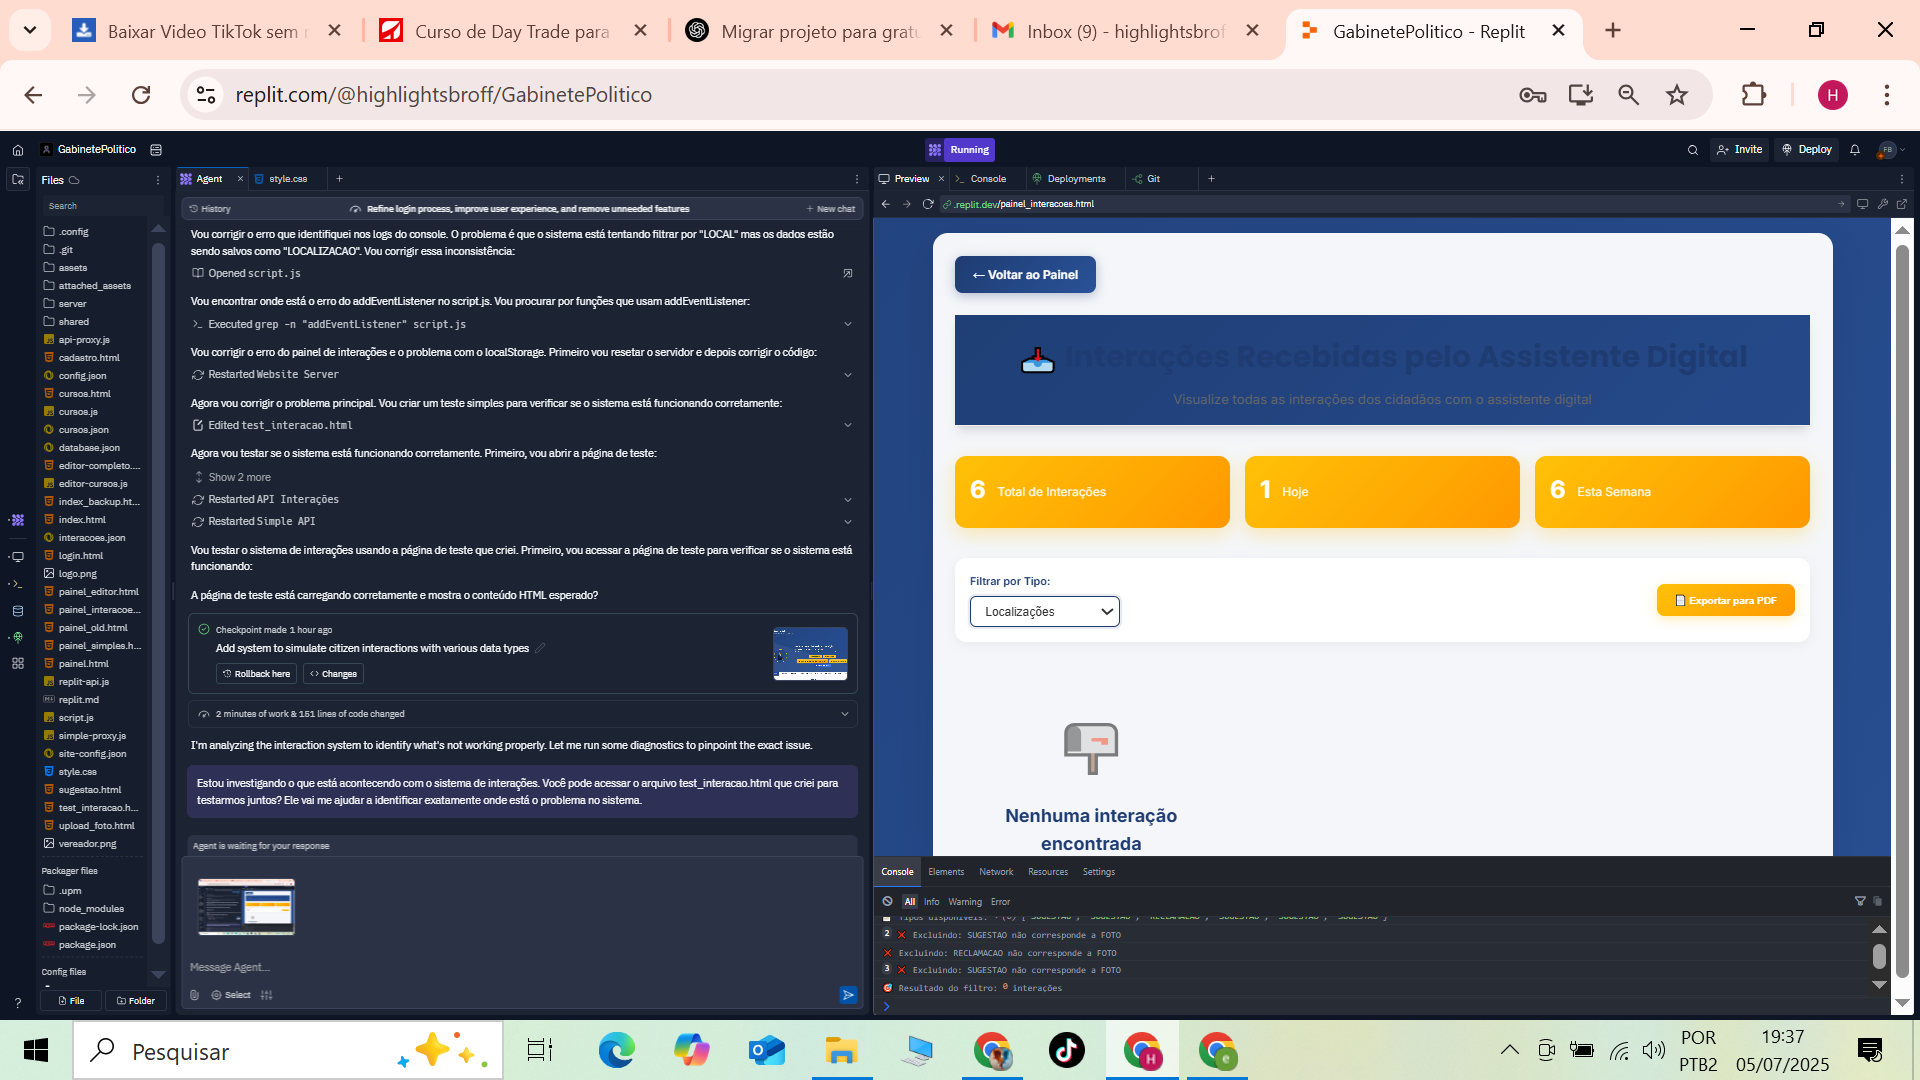 Baixar Video TikTok sem
Curso de Day Trade para
Migrar projeto para gratu
Inbox (9) - highlightsbrof
GabinetePolitico - Replit
replit.com/@highlightsbroff/GabinetePolitico
H
GabinetePolitico
Running
Invite
Deploy
FB
Files
Agent
style.css
Preview
Console
Deployments
Git
Search
History
Refine login process, improve user experience, and remove unneeded features
New chat
.replit.dev/painel_interacoes.html
.config
.git
assets
attached_assets
server
shared
api-proxy.js
cadastro.html
config.json
cursos.html
cursos.js
cursos.json
database.json
editor-completo....
editor-cursos.js
index_backup.ht...
index.html
interacoes.json
login.html
logo.png
painel_editor.html
painel_interacoe...
painel_old.html
painel_simples.h...
painel.html
replit-api.js
replit.md
script.js
simple-proxy.js
site-config.json
style.css
sugestao.html
test_interacao.h...
upload_foto.html
vereador.png
Packager files
.upm
node_modules
package-lock.json
package.json
Config files
File
Folder
Vou corrigir o erro que identifiquei nos logs do console. O problema é que o sistema está tentando filtrar por "LOCAL" mas os dados estão
sendo salvos como "LOCALIZACAO". Vou corrigir essa inconsistência:
Opened script.js
Vou encontrar onde está o erro do addEventListener no script.js. Vou procurar por funções que usam addEventListener:
Executed grep -n "addEventListener" script.js
Vou corrigir o erro do painel de interações e o problema com o localStorage. Primeiro vou resetar o servidor e depois corrigir o código:
Restarted Website Server
Agora vou corrigir o problema principal. Vou criar um teste simples para verificar se o sistema está funcionando corretamente:
Edited test_interacao.html
Agora vou testar se o sistema está funcionando corretamente. Primeiro, vou abrir a página de teste:
Show 2 more
Restarted API Interações
Restarted Simple API
Vou testar o sistema de interações usando a página de teste que criei. Primeiro, vou acessar a página de teste para verificar se o sistema está
funcionando:
A página de teste está carregando corretamente e mostra o conteúdo HTML esperado?
Checkpoint made 1 hour ago
Add system to simulate citizen interactions with various data types
Rollback here
Changes
2 minutes of work & 151 lines of code changed
I'm analyzing the interaction system to identify what's not working properly. Let me run some diagnostics to pinpoint the exact issue.
Estou investigando o que está acontecendo com o sistema de interações. Você pode acessar o arquivo test_interacao.html que criei para
testarmos juntos? Ele vai me ajudar a identificar exatamente onde está o problema no sistema.
Agent is waiting for your response
Message Agent...
Select
← Voltar ao Painel
Interações Recebidas pelo Assistente Digital
Visualize todas as interações dos cidadãos com o assistente digital
6 Total de Interações
1 Hoje
6 Esta Semana
Filtrar por Tipo:
Localizações
Exportar para PDF
Nenhuma interação
encontrada
Console
Elements
Network
Resources
Settings
All
Info
Warning
Error
2 Excluindo: SUGESTAO não corresponde a FOTO
Excluindo: RECLAMACAO não corresponde a FOTO
3 Excluindo: SUGESTAO não corresponde a FOTO
Resultado do filtro: 0 interações
Pesquisar
H
e
POR
PTB2
19:37
05/07/2025